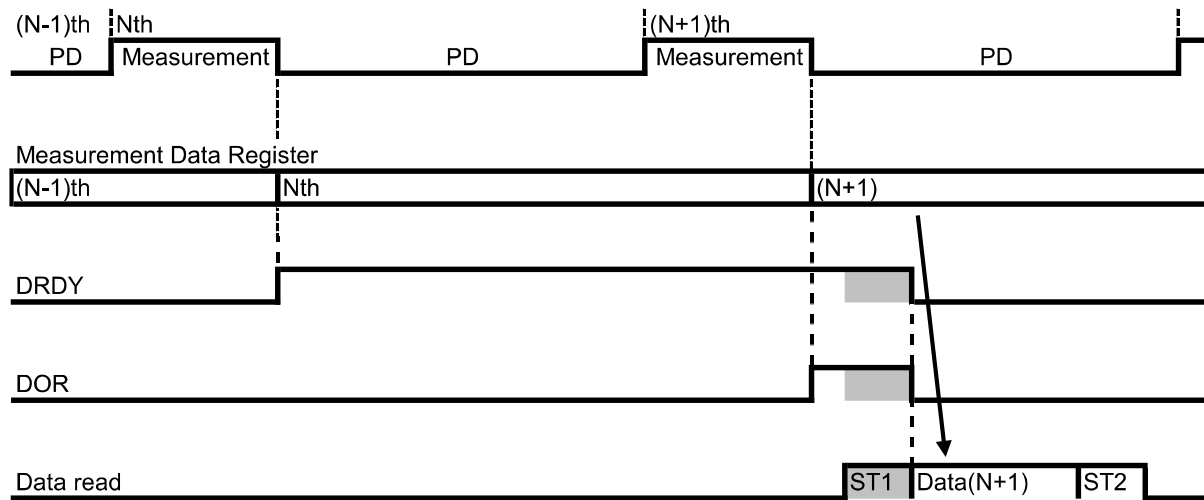 (N-1)th Nth (N+1)th
PD Measurement PD Measurement PD
Measurement Data Register
(N-1)th Nth (N+1)
DRDY
DOR
Data read ST1 Data(N+1) ST2